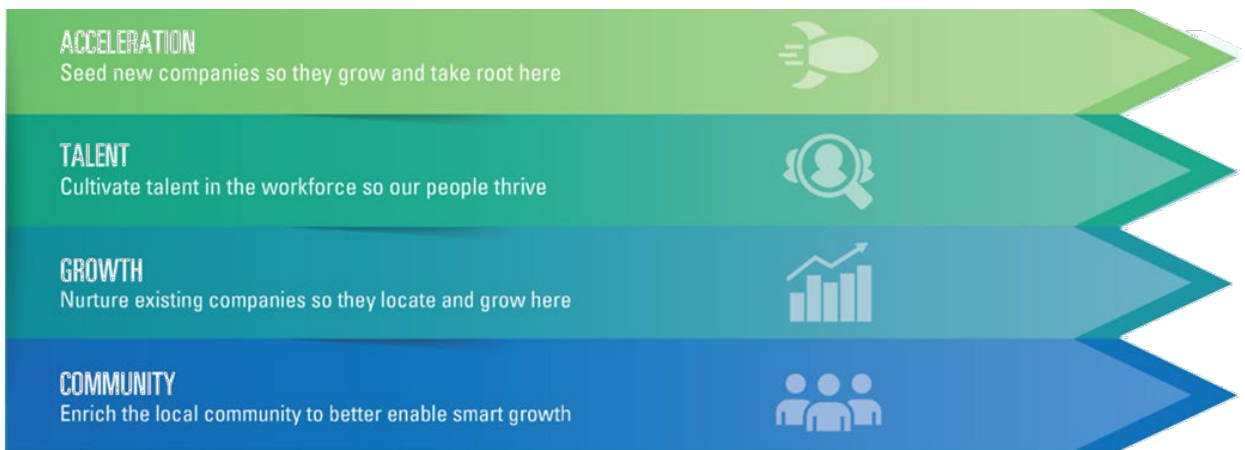 ACCELERATION
Seed new companies so they grow and take root here
TALENT
Cultivate talent in the workforce so our people thrive
GROWTH
Nurture existing companies so they locate and grow here
COMMUNITY
Enrich the local community to better enable smart growth